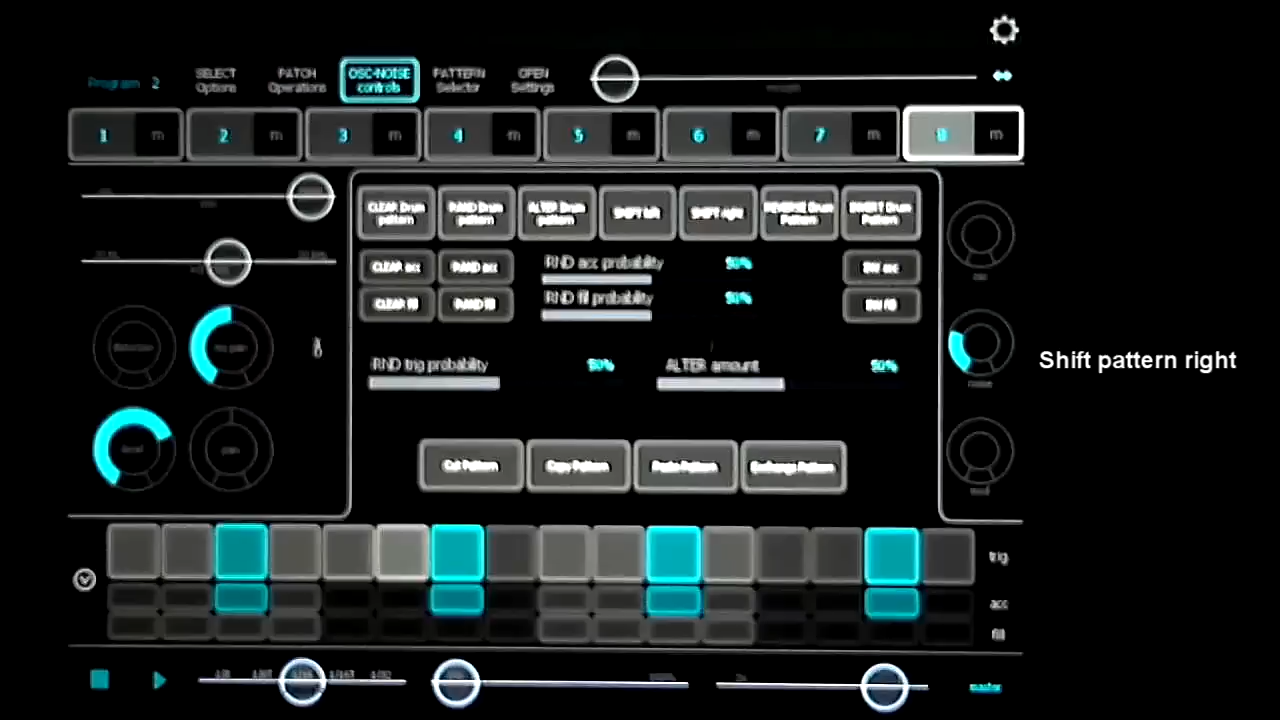 Program 2
SELECT Options
PATCH Operations
OSC-NOISE controls
PATTERN Selector
OPEN Settings
1 m 2 m 3 m 4 m 5 m 6 m 7 m 8 m
CLEAR Drum pattern
RAND Drum pattern
ALTER Drum pattern
SHIFT left
SHIFT right
REVERSE Drum Pattern
INVERT Drum Pattern
CLEAR acc
RAND acc
RND acc probability 50%
INV acc
CLEAR fill
RAND fill
RND fill probability 50%
INV fill
RND trig probability 50%
ALTER amount 50%
Shift pattern right
Cut Pattern
Copy Pattern
Paste Pattern
Exchange Pattern
trig
acc
fill
master